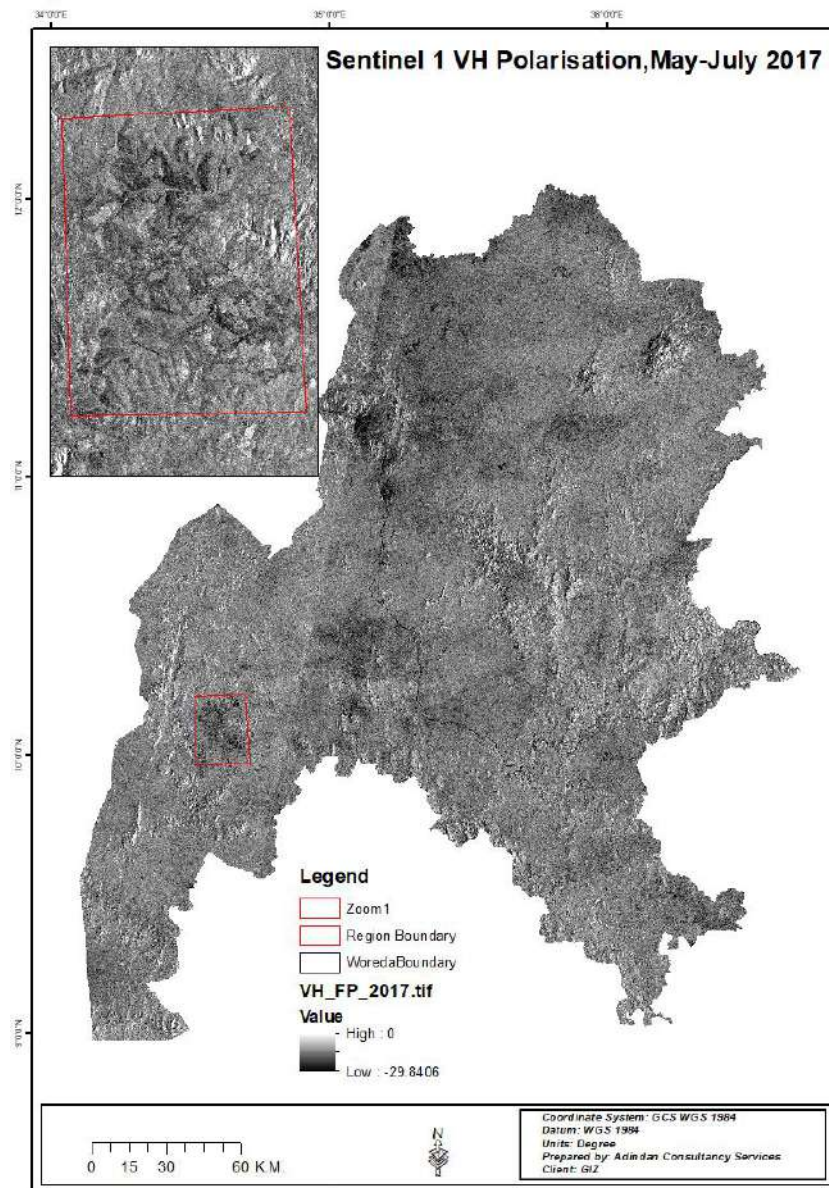 34°0'0"E 35°0'0"E 36°0'0"E
Sentinel 1 VH Polarisation,May-July 2017
12°0'0"N
11°0'0"N
10°0'0"N
9°0'0"N
Legend
Zoom1
Region Boundary
WoredaBoundary
VH_FP_2017.tif
Value
High : 0
Low : -29.8406
0 15 30 60 K.M.
N
Coordinate System: GCS WGS 1984
Datum: WGS 1984
Units: Degree
Prepared by: Adindan Consultancy Services
Client: GIZ